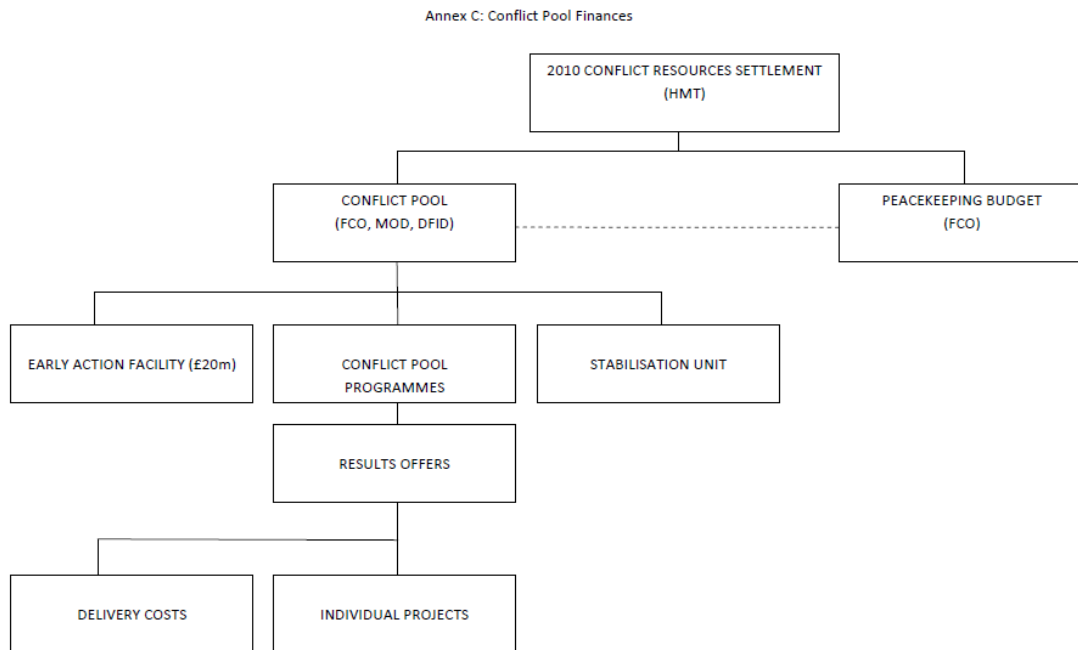 Annex C: Conflict Pool Finances
2010 CONFLICT RESOURCES SETTLEMENT
(HMT)
CONFLICT POOL
(FCO, MOD, DFID)
PEACEKEEPING BUDGET
(FCO)
EARLY ACTION FACILITY (£20m)
CONFLICT POOL
PROGRAMMES
STABILISATION UNIT
RESULTS OFFERS
DELIVERY COSTS
INDIVIDUAL PROJECTS